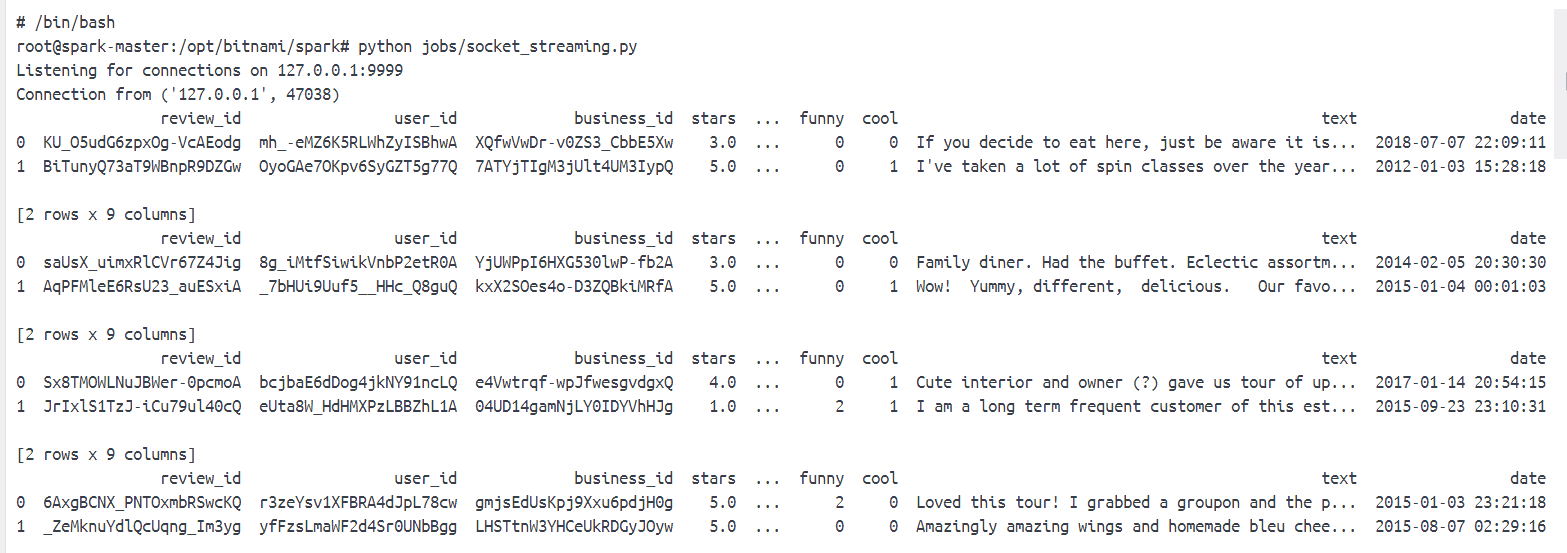 # /bin/bash
root@spark-master:/opt/bitnami/spark# python jobs/socket_streaming.py
Listening for connections on 127.0.0.1:9999
Connection from ('127.0.0.1', 47038)
review_id user_id business_id stars ... funny cool text date
0 KU_O5udG6zpxOg-VcAEodg mh_-eMZ6K5RLWhZyISBhwA XQfwVwDr-v0ZS3_CbbE5Xw 3.0 ... 0 0 If you decide to eat here, just be aware it is... 2018-07-07 22:09:11
1 BiTunyQ73aT9WBnpR9DZGw OyoGAe7OKpv6SyGZT5g77Q 7ATYjTIgM3jUlt4UM3IypQ 5.0 ... 0 1 I've taken a lot of spin classes over the year... 2012-01-03 15:28:18
[2 rows x 9 columns]
review_id user_id business_id stars ... funny cool text date
0 saUsX_uimxRlCVr67Z4Jig 8g_iMtfSiwikVnbP2etR0A YjUWPpI6HXG530lwP-fb2A 3.0 ... 0 0 Family diner. Had the buffet. Eclectic assortm... 2014-02-05 20:30:30
1 AqPFMleE6RsU23_auESxiA _7bHUi9Uuf5__HHc_Q8guQ kxX2SOes4o-D3ZQBkiMRfA 5.0 ... 0 1 Wow!  Yummy, different,  delicious.   Our favo... 2015-01-04 00:01:03
[2 rows x 9 columns]
review_id user_id business_id stars ... funny cool text date
0 Sx8TMOWLNuJBWer-0pcmoA bcjbaE6dDog4jkNY91ncLQ e4Vwtrqf-wpJfwesgvdgxQ 4.0 ... 0 1 Cute interior and owner (?) gave us tour of up... 2017-01-14 20:54:15
1 JrIxlS1TzJ-iCu79ul40cQ eUta8W_HdHMXPzLBBZhL1A 04UD14gamNjLY0IDYVhHJg 1.0 ... 2 1 I am a long term frequent customer of this est... 2015-09-23 23:10:31
[2 rows x 9 columns]
review_id user_id business_id stars ... funny cool text date
0 6AxgBCNX_PNTOxmbRSwcKQ r3zeYsv1XFBRA4dJpL78cw gmjsEdUsKpj9Xxu6pdjH0g 5.0 ... 2 0 Loved this tour! I grabbed a groupon and the p... 2015-01-03 23:21:18
1 _ZeMknuYdlQcUqng_Im3yg yfFzsLmaWF2d4Sr0UNbBgg LHSTtnW3YHCeUkRDGyJOyw 5.0 ... 0 0 Amazingly amazing wings and homemade bleu chee... 2015-08-07 02:29:16